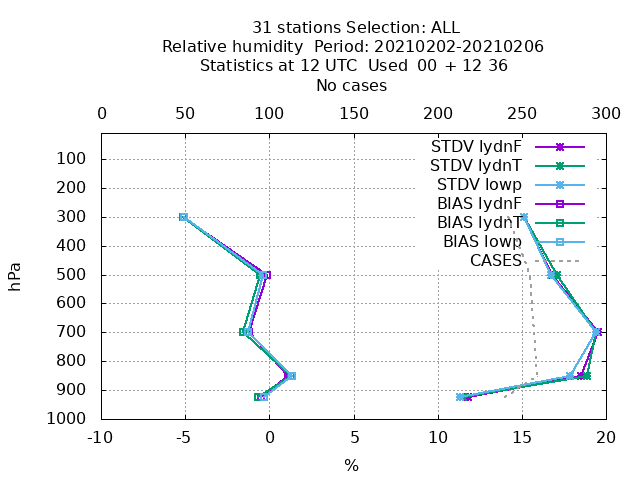 31 stations Selection: ALL
Relative humidity  Period: 20210202-20210206
Statistics at 12 UTC  Used  00 + 12 36
No cases
0 50 100 150 200 250 300
STDV lydnF
STDV lydnT
STDV lowp
BIAS lydnF
BIAS lydnT
BIAS lowp
CASES
100
200
300
400
500
600
700
800
900
1000
hPa
-10 -5 0 5 10 15 20
%